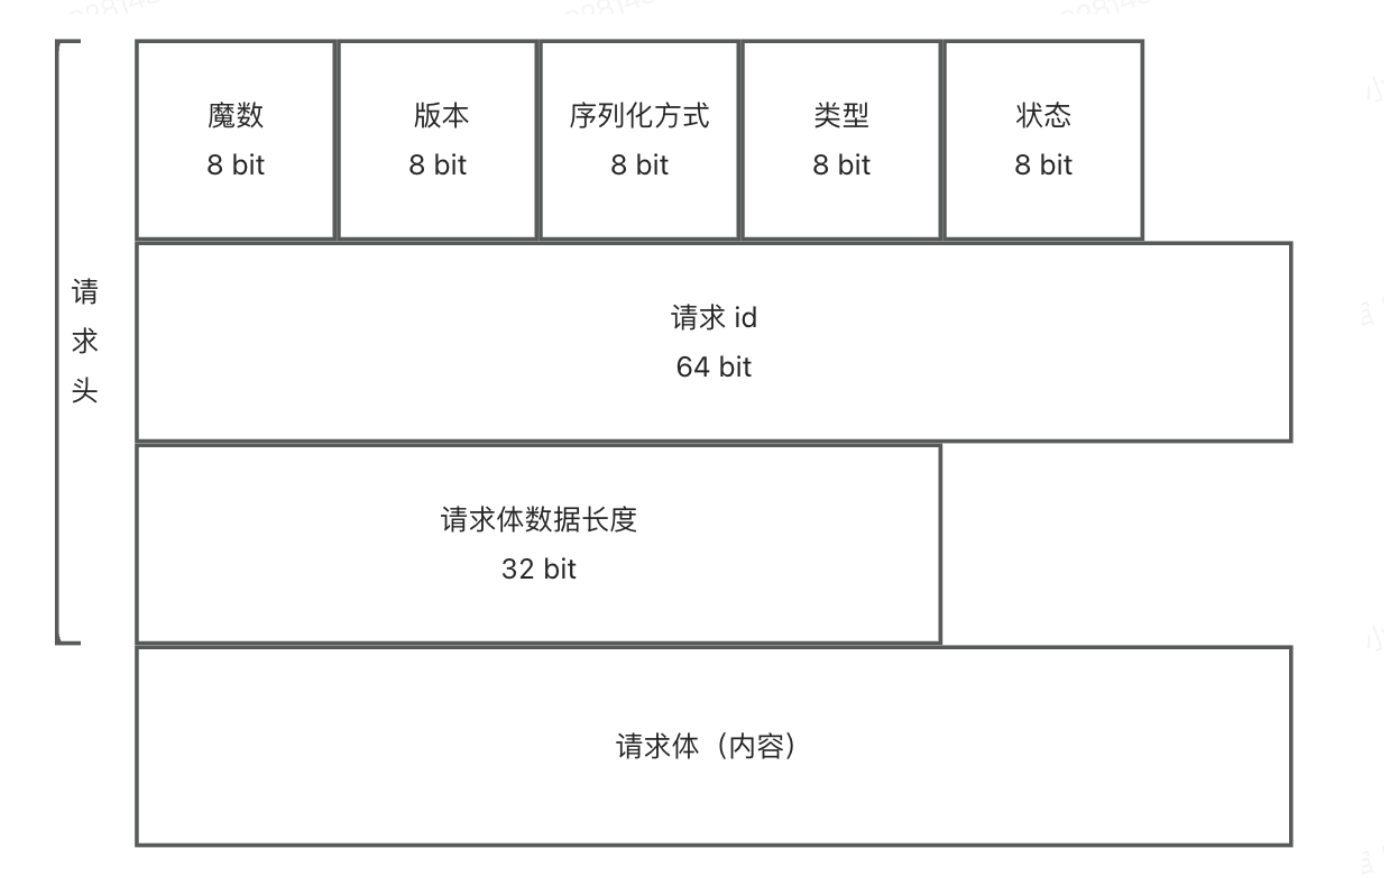 魔数
8 bit
版本
8 bit
序列化方式
8 bit
类型
8 bit
状态
8 bit
请
求
头
请求 id
64 bit
请求体数据长度
32 bit
请求体（内容）